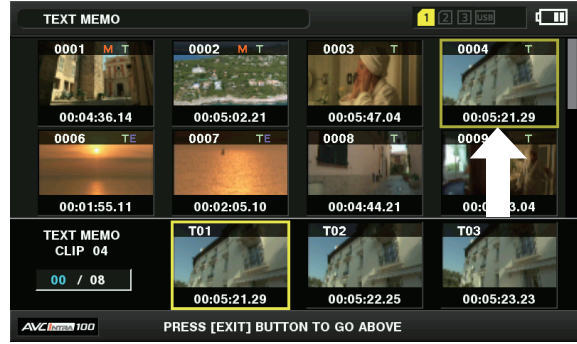 TEXT MEMO
1 2 3 USB
0001 M T
0002 M T
0003 T
0004 T
00:04:36.14
00:05:02.21
00:05:47.04
00:05:21.29
0006 TE
0007 TE
0008 T
0009 T
00:01:55.11
00:02:05.10
00:04:44.21
3.04
TEXT MEMO
CLIP 04
00 / 08
T01
T02
T03
00:05:21.29
00:05:22.25
00:05:23.23
AVC INTRA 100
PRESS [EXIT] BUTTON TO GO ABOVE